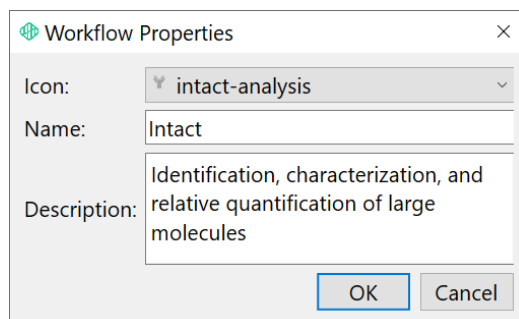 Workflow Properties
Icon: intact-analysis
Name: Intact
Description: Identification, characterization, and
relative quantification of large
molecules
OK Cancel